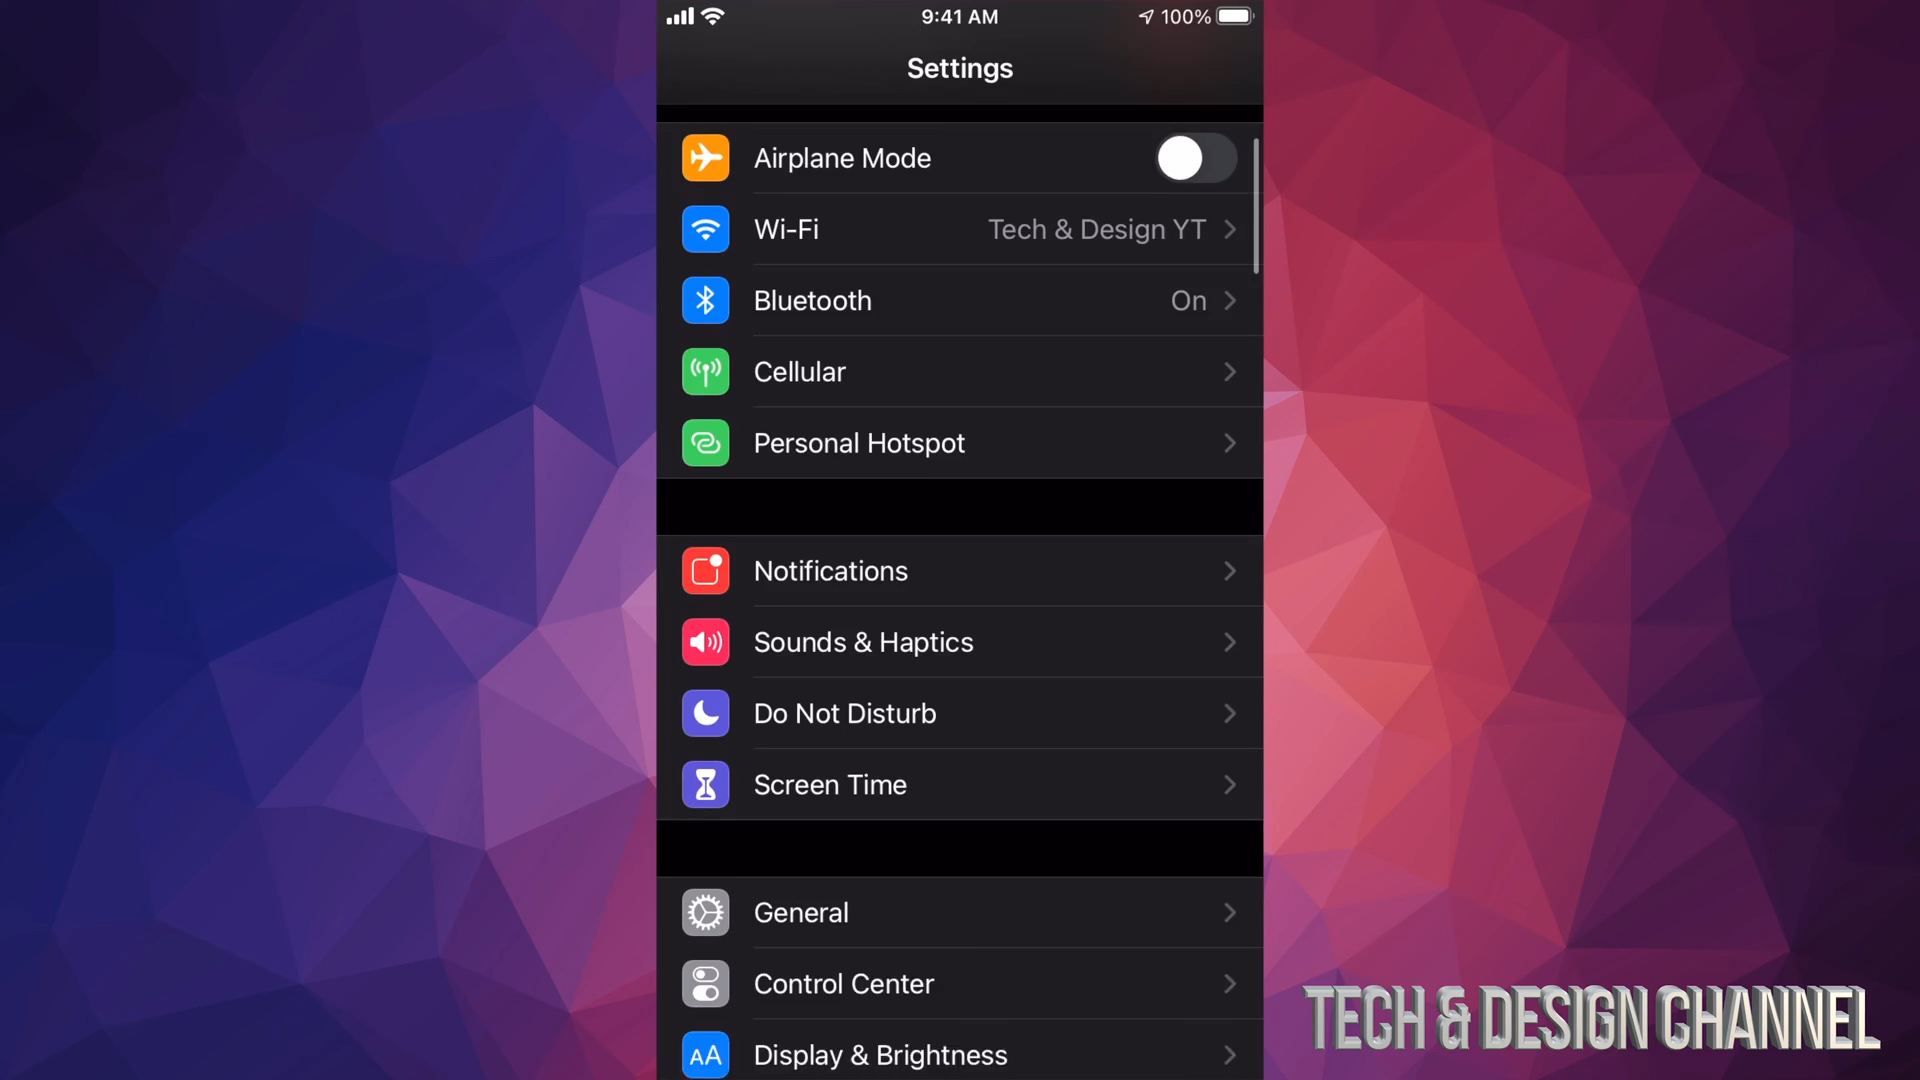 9:41 AM
100%
Settings
Airplane Mode
Wi-Fi Tech & Design YT
Bluetooth On
Cellular
Personal Hotspot
Notifications
Sounds & Haptics
Do Not Disturb
Screen Time
General
Control Center
AA Display & Brightness
TECH & DESIGN CHANNEL